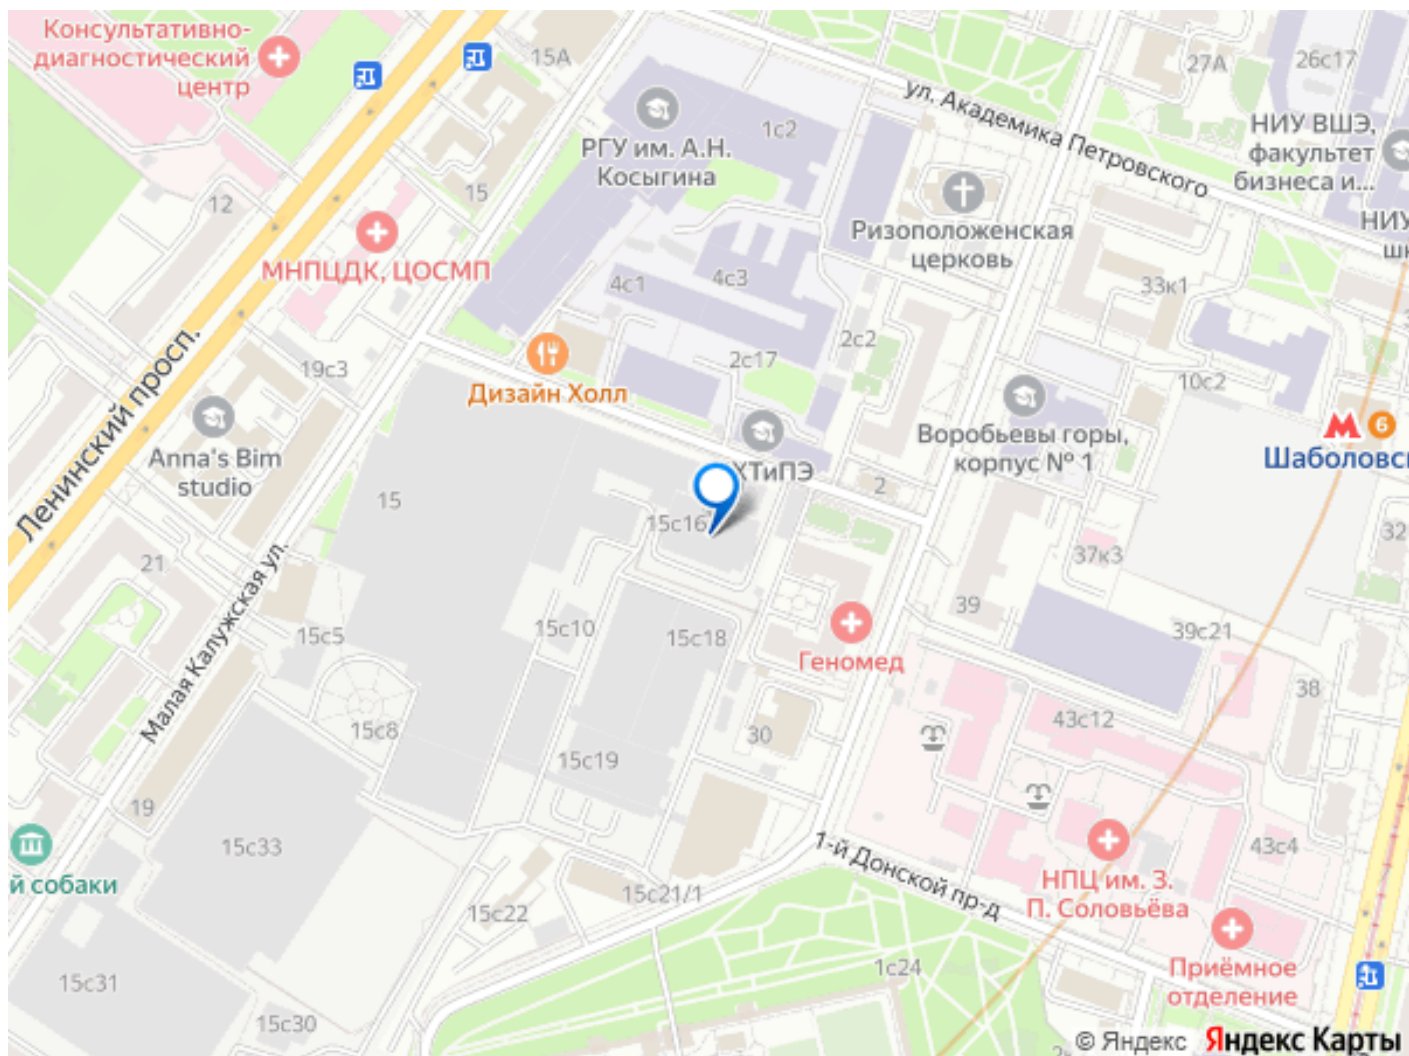 Консультативно-
диагностический
центр
15А
27А
26с17
ул. Академика Петровского
НИУ ВШЭ,
факультет
бизнеса и...
1с2
РГУ им. А.Н.
Косыгина
15
12
МНПЦДК, ЦОСМП
Ризоположенская
церковь
НИУ
4с1
4с3
33к1
2с2
2с17
10с2
Ленинский просп.
19с3
Дизайн Холл
Anna's Bim
studio
Воробьевы горы,
корпус № 1
М
6
Шаболовс
ХТиПЭ
2
15
15с16
32
37к3
21
Малая Калужская ул.
39
15с5
15с10
15с18
39с21
Геномед
38
15с8
30
43с12
15с19
19
15с33
43с4
1-й Донской пр-д
й собаки
НПЦ им. З.
П. Соловьёва
15с21/1
15с22
1с24
Приёмное
отделение
15с31
15с30
© Яндекс Яндекс Карты